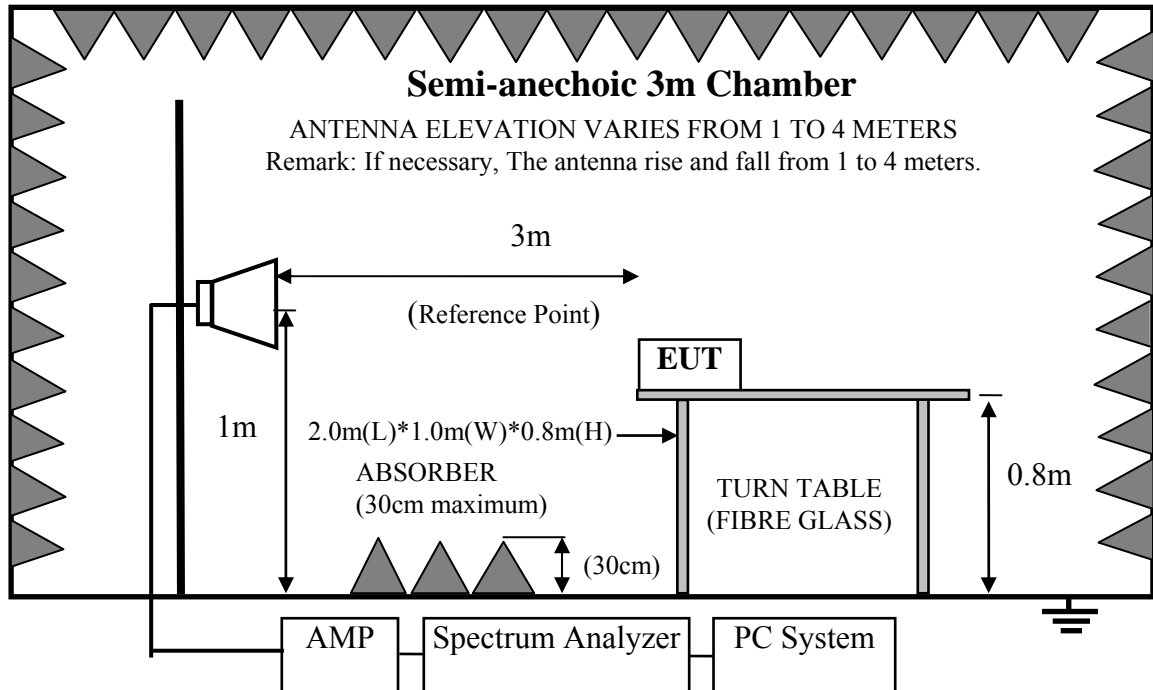 Semi-anechoic 3m Chamber
ANTENNA ELEVATION VARIES FROM 1 TO 4 METERS
Remark: If necessary, The antenna rise and fall from 1 to 4 meters.
3m
(Reference Point)
EUT
1m
2.0m(L)*1.0m(W)*0.8m(H)
ABSORBER
(30cm maximum)
TURN TABLE
(FIBRE GLASS)
0.8m
(30cm)
AMP
Spectrum Analyzer
PC System